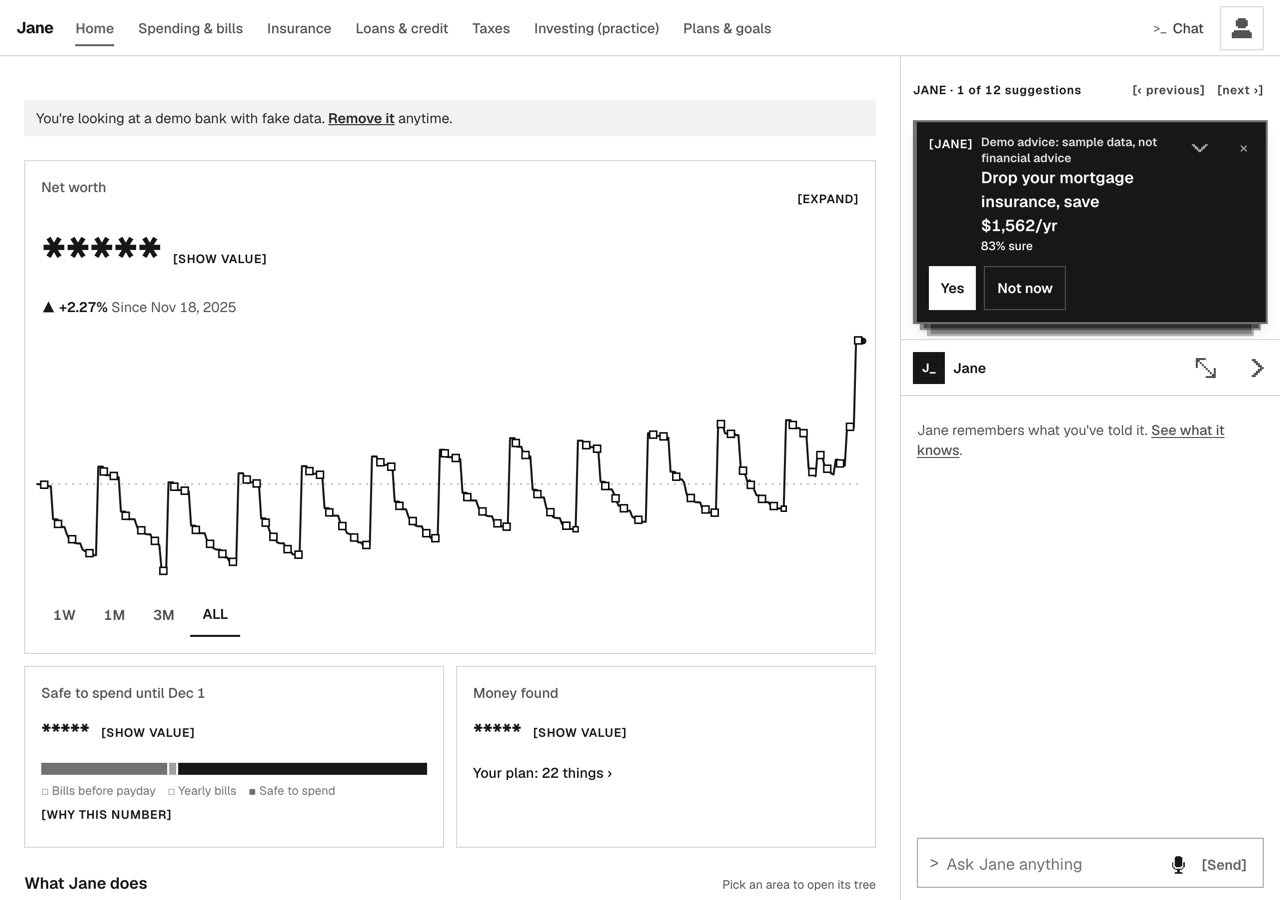 Jane Home Spending & bills Insurance Loans & credit Taxes Investing (practice) Plans & goals >_ Chat
You're looking at a demo bank with fake data. Remove it anytime.
Net worth
[EXPAND]
***** [SHOW VALUE]
▲ +2.27% Since Nov 18, 2025
1W 1M 3M ALL
Safe to spend until Dec 1
***** [SHOW VALUE]
Bills before payday Yearly bills Safe to spend
[WHY THIS NUMBER]
Money found
***** [SHOW VALUE]
Your plan: 22 things ›
What Jane does
Pick an area to open its tree
JANE · 1 of 12 suggestions [‹ previous] [next ›]
[JANE] Demo advice: sample data, not
financial advice
×
Drop your mortgage
insurance, save
$1,562/yr
83% sure
Yes Not now
J_ Jane
Jane remembers what you've told it. See what it
knows.
> Ask Jane anything [Send]